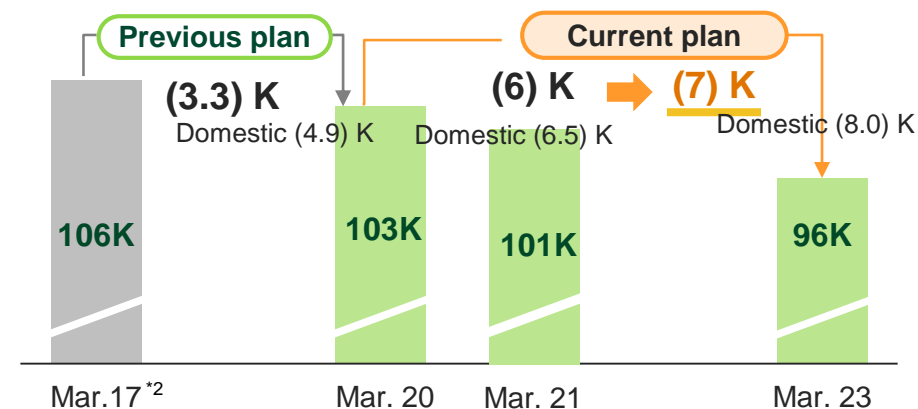 Previous plan
Current plan
(3.3) K
Domestic (4.9) K
(6) K
(7) K
Domestic (6.5) K
Domestic (8.0) K
106K
103K
101K
96K
Mar.17 *2
Mar. 20
Mar. 21
Mar. 23